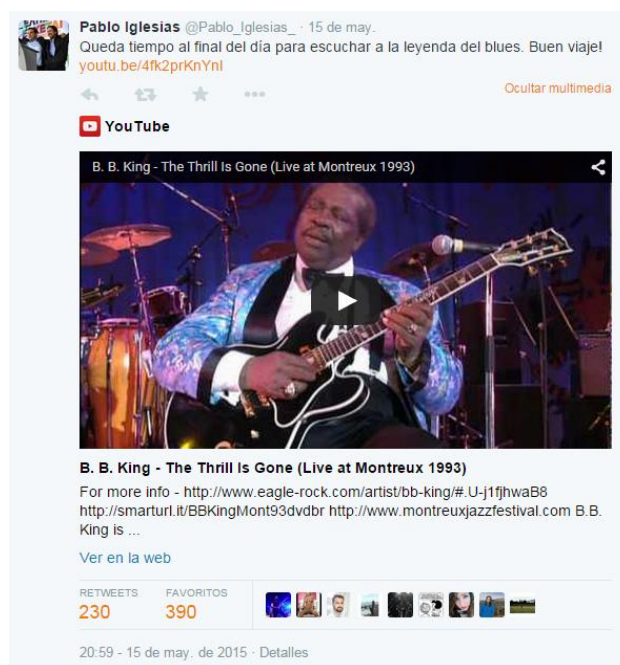 Pablo Iglesias @Pablo_Iglesias_ · 15 de may.
Queda tiempo al final del día para escuchar a la leyenda del blues. Buen viaje!
youtu.be/4fk2prKnYnI
Ocultar multimedia
YouTube
B. B. King - The Thrill Is Gone (Live at Montreux 1993)
B. B. King - The Thrill Is Gone (Live at Montreux 1993)
For more info - http://www.eagle-rock.com/artist/bb-king/#.U-j1fjhwaB8
http://smarturl.it/BBKingMont93dvdbr http://www.montreuxjazzfestival.com B.B.
King is ...
Ver en la web
RETWEETS FAVORITOS
230 390
20:59 - 15 de may. de 2015 · Detalles